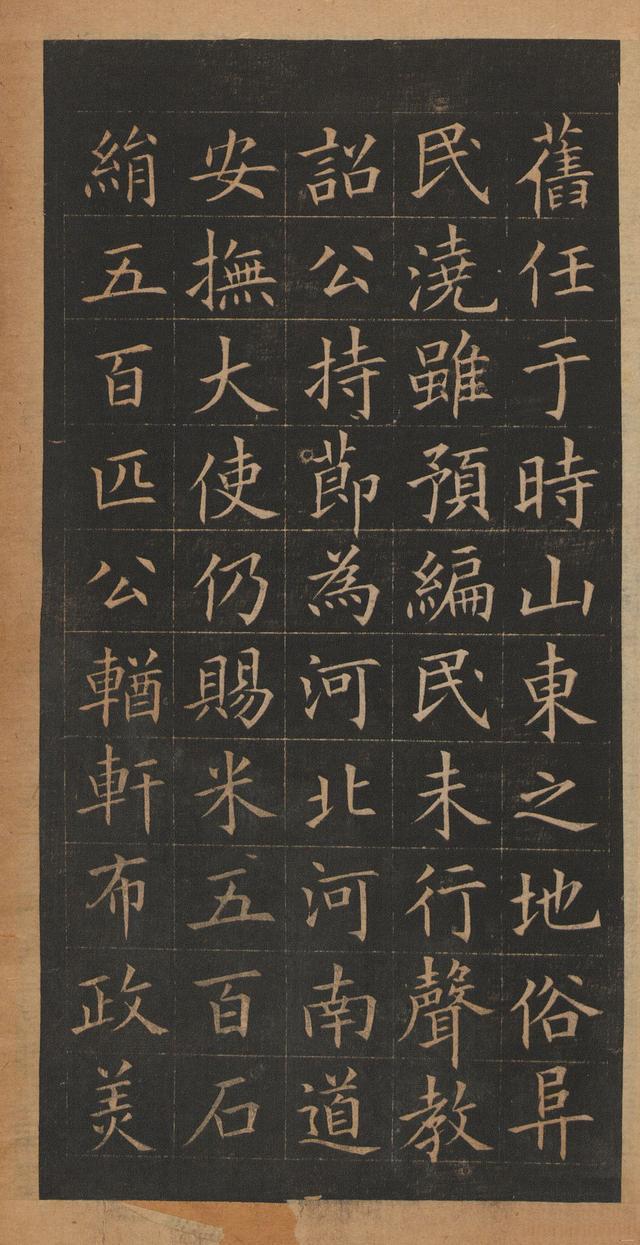 舊任于時山東之地俗阜
民澆雖預編民未行聲教
詔公持節為河北河南道
安撫大使仍賜米五百石
絹五百匹公輶軒布政美